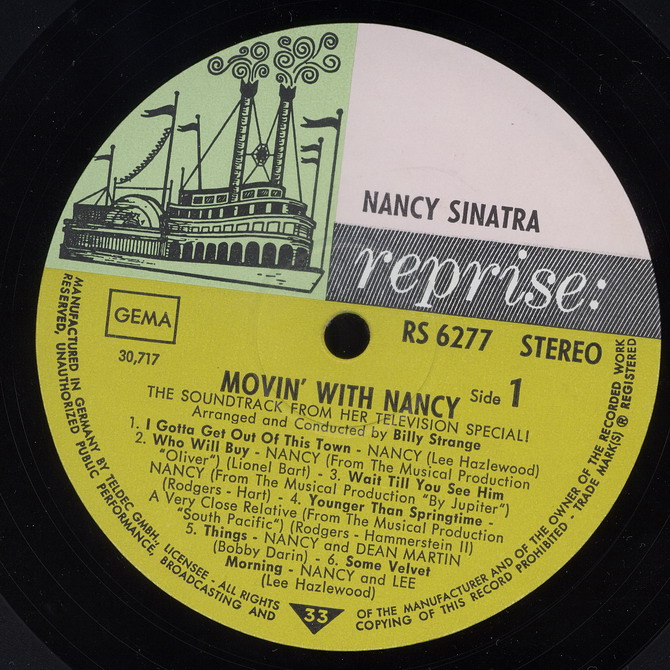 NANCY SINATRA
reprise:
GEMA
RS 6277 STEREO
30,717
MOVIN' WITH NANCY Side 1
THE SOUNDTRACK FROM HER TELEVISION SPECIAL!
Arranged and Conducted by Billy Strange
1. I Gotta Get Out Of This Town - NANCY (Lee Hazlewood)
2. Who Will Buy - NANCY (From The Musical Production
"Oliver") (Lionel Bart) - 3. Wait Till You See Him
NANCY (From The Musical Production "By Jupiter")
(Rodgers - Hart) - 4. Younger Than Springtime -
A Very Close Relative (From The Musical Production
"South Pacific") (Rodgers - Hammerstein II)
5. Things - NANCY and DEAN MARTIN
(Bobby Darin) - 6. Some Velvet
Morning - NANCY and LEE
(Lee Hazlewood)
33
MANUFACTURED IN GERMANY BY TELDEC GMBH., LICENSEE - ALL RIGHTS OF THE MANUFACTURER AND OF THE OWNER OF THE RECORDED WORK
RESERVED, UNAUTHORIZED PUBLIC PERFORMANCE, BROADCASTING AND COPYING OF THIS RECORD PROHIBITED - TRADE MARK(S) ® REGISTERED